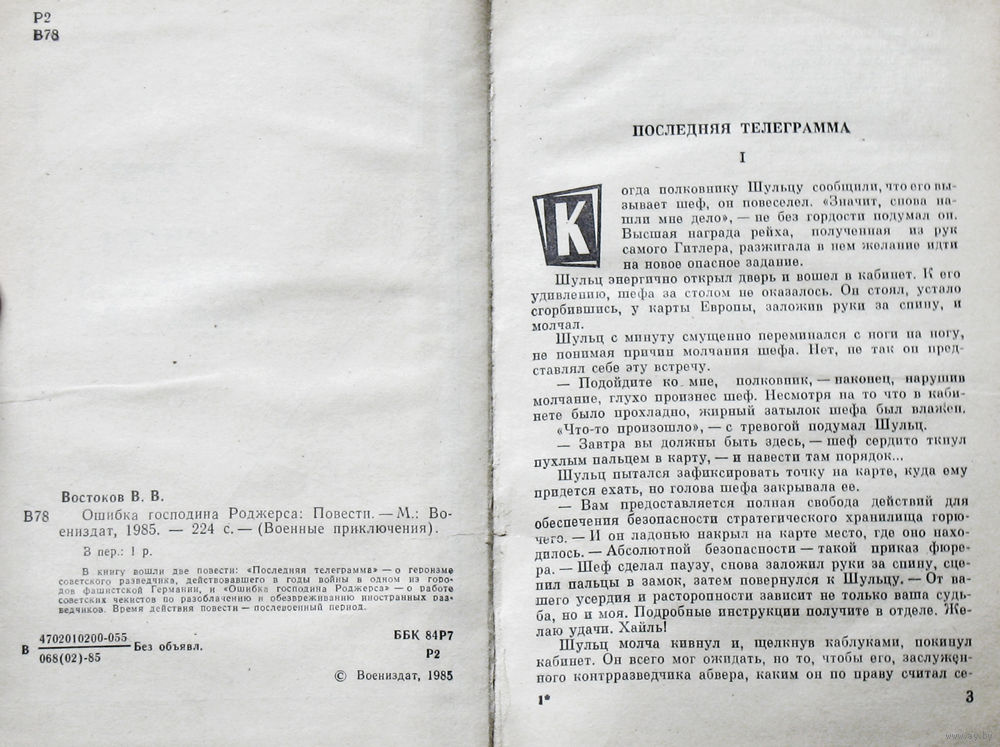 Р2
В78
Востоков В. В.
В78 Ошибка господина Роджерса: Повести. — М.: Во-
ениздат, 1985. — 224 с. — (Военные приключения).
В пер.: 1 р.
В книгу вошли две повести: «Последняя телеграмма» — о героизме
советского разведчика, действовавшего в годы войны в одном из горо-
дов фашистской Германии, и «Ошибка господина Роджерса» — о работе
советских чекистов по разоблачению и обезвреживанию иностранных раз-
ведчиков. Время действия повести — послевоенный период.
В 4702010200-055 Без объявл.
068(02)-85
ББК 84Р7
Р2
© Воениздат, 1985
ПОСЛЕДНЯЯ ТЕЛЕГРАММА
I
Когда полковнику Шульцу сообщили, что его вы-
зывает шеф, он повеселел. «Значит, снова на-
шли мне дело», — не без гордости подумал он.
Высшая награда рейха, полученная из рук
самого Гитлера, разжигала в нем желание идти
на новое опасное задание.
Шульц энергично открыл дверь и вошел в кабинет. К его
удивлению, шефа за столом не оказалось. Он стоял, устало
сгорбившись, у карты Европы, заложив руки за спину, и
молчал.
Шульц с минуту смущенно переминался с ноги на ногу,
не понимая причин молчания шефа. Нет, не так он пред-
ставлял себе эту встречу.
— Подойдите ко мне, полковник, — наконец, нарушив
молчание, глухо произнес шеф. Несмотря на то что в каби-
нете было прохладно, жирный затылок шефа был влажен.
«Что-то произошло», — с тревогой подумал Шульц.
— Завтра вы должны быть здесь, — шеф сердито ткнул
пухлым пальцем в карту, — и навести там порядок...
Шульц пытался зафиксировать точку на карте, куда ему
придется ехать, но голова шефа закрывала ее.
— Вам предоставляется полная свобода действий для
обеспечения безопасности стратегического хранилища горю-
чего. — И он ладонью накрыл на карте место, где оно нахо-
дилось. — Абсолютной безопасности — такой приказ фюре-
ра. — Шеф сделал паузу, снова заложил руки за спину, сце-
пил пальцы в замок, затем повернулся к Шульцу. — От ва-
шего усердия и расторопности зависит не только ваша судь-
ба, но и моя. Подробные инструкции получите в отделе. Же-
лаю удачи. Хайль!
Шульц молча кивнул и, щелкнув каблуками, покинул
кабинет. Он всего мог ожидать, но то, чтобы его, заслужен-
ного контрразведчика абвера, каким он по праву считал се-
1*
3
www.ay.by